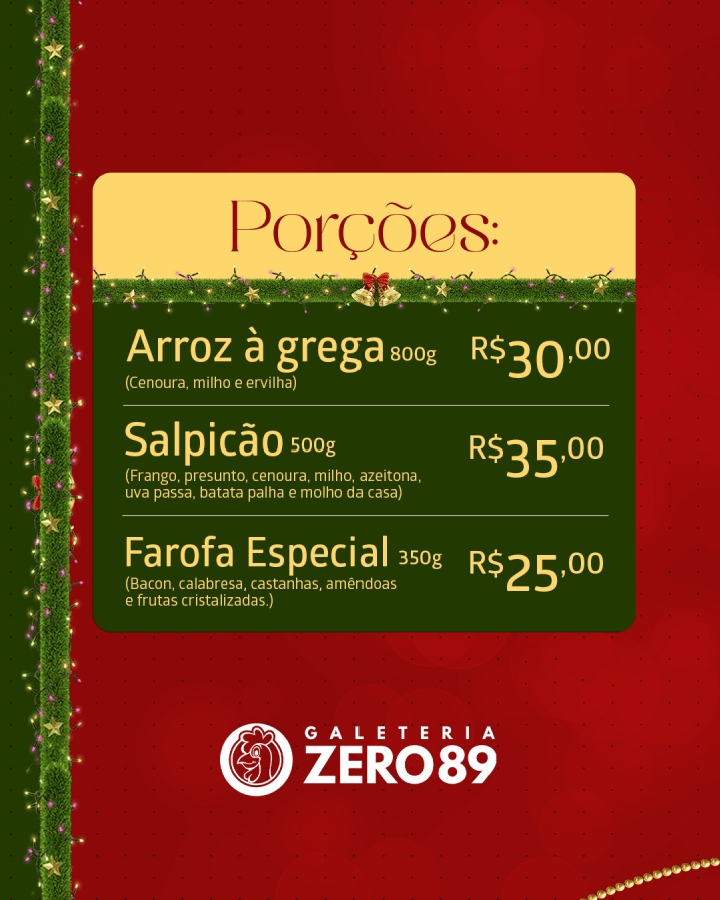 Porções:
Arroz à grega 800g R$30,00
(Cenoura, milho e ervilha)
Salpicão 500g R$35,00
(Frango, presunto, cenoura, milho, azeitona,
uva passa, batata palha e molho da casa)
Farofa Especial 350g R$25,00
(Bacon, calabresa, castanhas, amêndoas
e frutas cristalizadas.)
GALETERIA
ZERO89